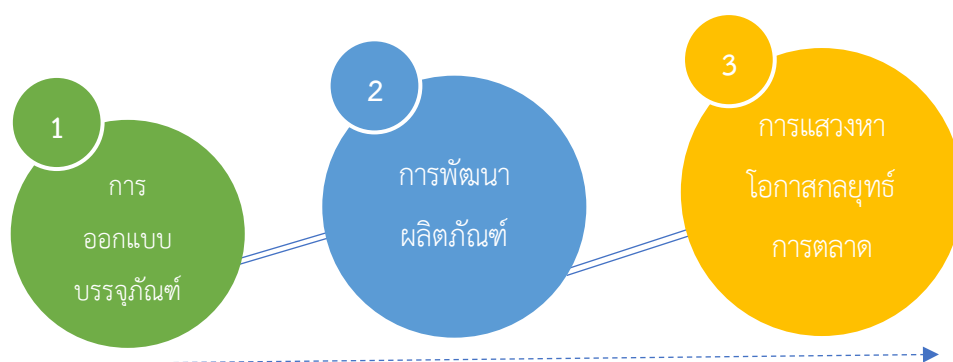 1
การ
ออกแบบ
บรรจุภัณฑ์
2
การพัฒนา
ผลิตภัณฑ์
3
การแสวงหา
โอกาสกลยุทธ์
การตลาด